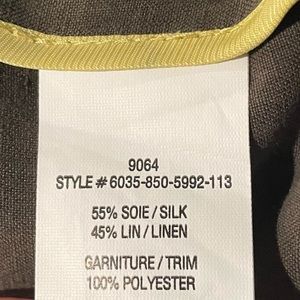 9064
STYLE # 6035-850-5992-113
55% SOIE / SILK
45% LIN / LINEN
GARNITURE / TRIM
100% POLYESTER